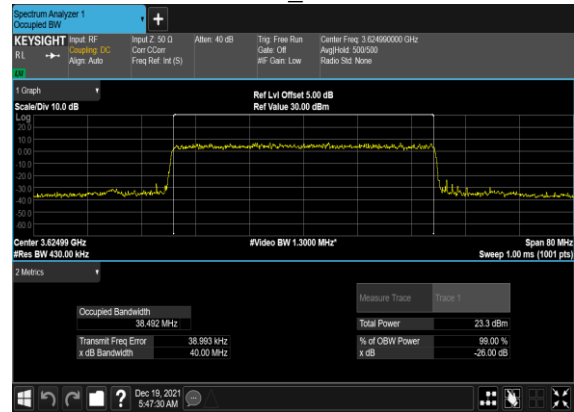 Spectrum Analyzer 1
Occupied BW
+
KEYSIGHT Input: RF Input Z: 50 Ω Atten: 40 dB Trig: Free Run Center Freq: 3.624990000 GHz
RL Coupling: DC Corr CCorr Gate: Off Avg|Hold: 500/500
Align: Auto Freq Ref: Int (S) #IF Gain: Low Radio Std: None
1 Graph
Ref Lvl Offset 5.00 dB
Scale/Div 10.0 dB Ref Value 30.00 dBm
Log
20.0
10.0
0.00
-10.0
-20.0
-30.0
-40.0
-50.0
-60.0
Center 3.62499 GHz #Video BW 1.3000 MHz* Span 80 MHz
#Res BW 430.00 kHz Sweep 1.00 ms (1001 pts)
2 Metrics
Measure Trace Trace 1
Occupied Bandwidth
38.492 MHz Total Power 23.3 dBm
Transmit Freq Error 38.993 kHz % of OBW Power 99.00 %
x dB Bandwidth 40.00 MHz x dB -26.00 dB
? Dec 19, 2021
5:47:30 AM